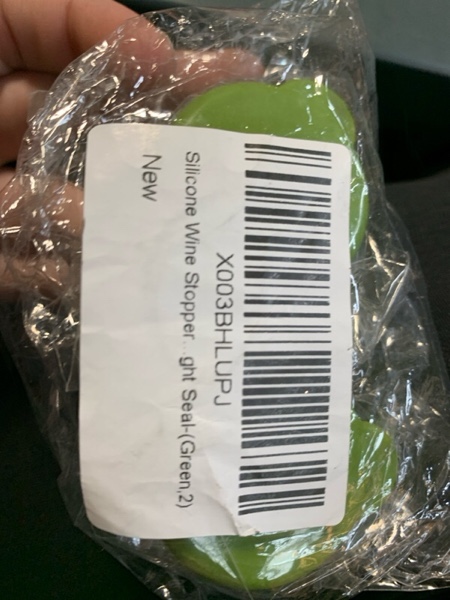 X003BHLUPJ
Silicone Wine Stopper...ght Seal-(Green,2)
New